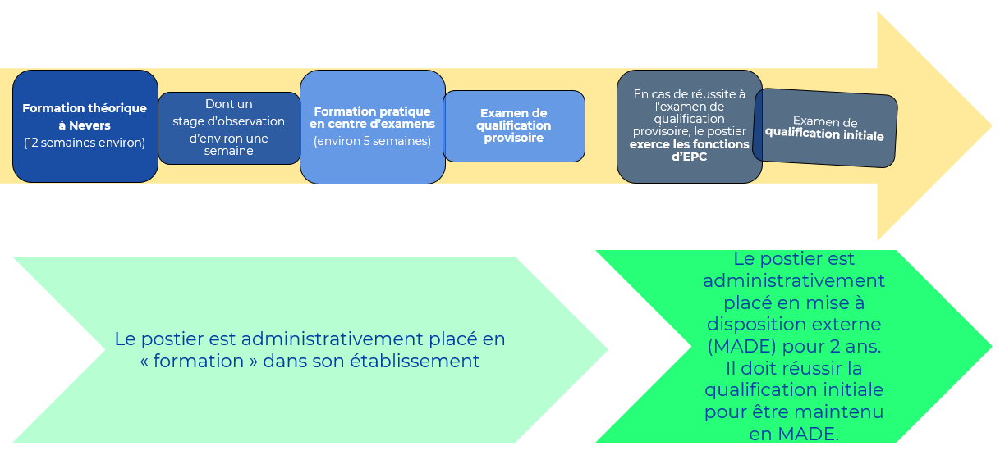 Formation théorique
à Nevers
(12 semaines environ)
Dont un
stage d’observation
d’environ une
semaine
Formation pratique
en centre d’examens
(environ 5 semaines)
Examen de
qualification
provisoire
En cas de réussite à
l'examen de
qualification
provisoire, le postier
exerce les fonctions
d’EPC
Examen de
qualification initiale
Le postier est administrativement placé en
« formation » dans son établissement
Le postier est
administrativement
placé en mise à
disposition externe
(MADE) pour 2 ans.
Il doit réussir la
qualification initiale
pour être maintenu
en MADE.